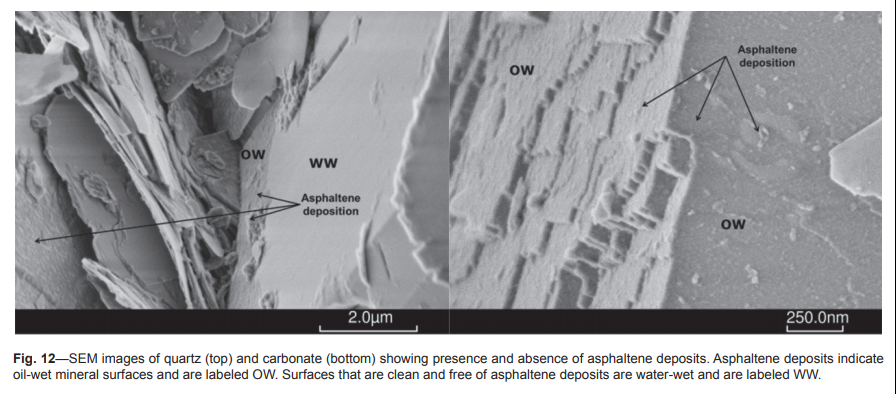 OW
WW
Asphaltene
deposition
2.0µm
OW
Asphaltene
deposition
OW
250.0nm
Fig. 12—SEM images of quartz (top) and carbonate (bottom) showing presence and absence of asphaltene deposits. Asphaltene deposits indicate
oil-wet mineral surfaces and are labeled OW. Surfaces that are clean and free of asphaltene deposits are water-wet and are labeled WW.